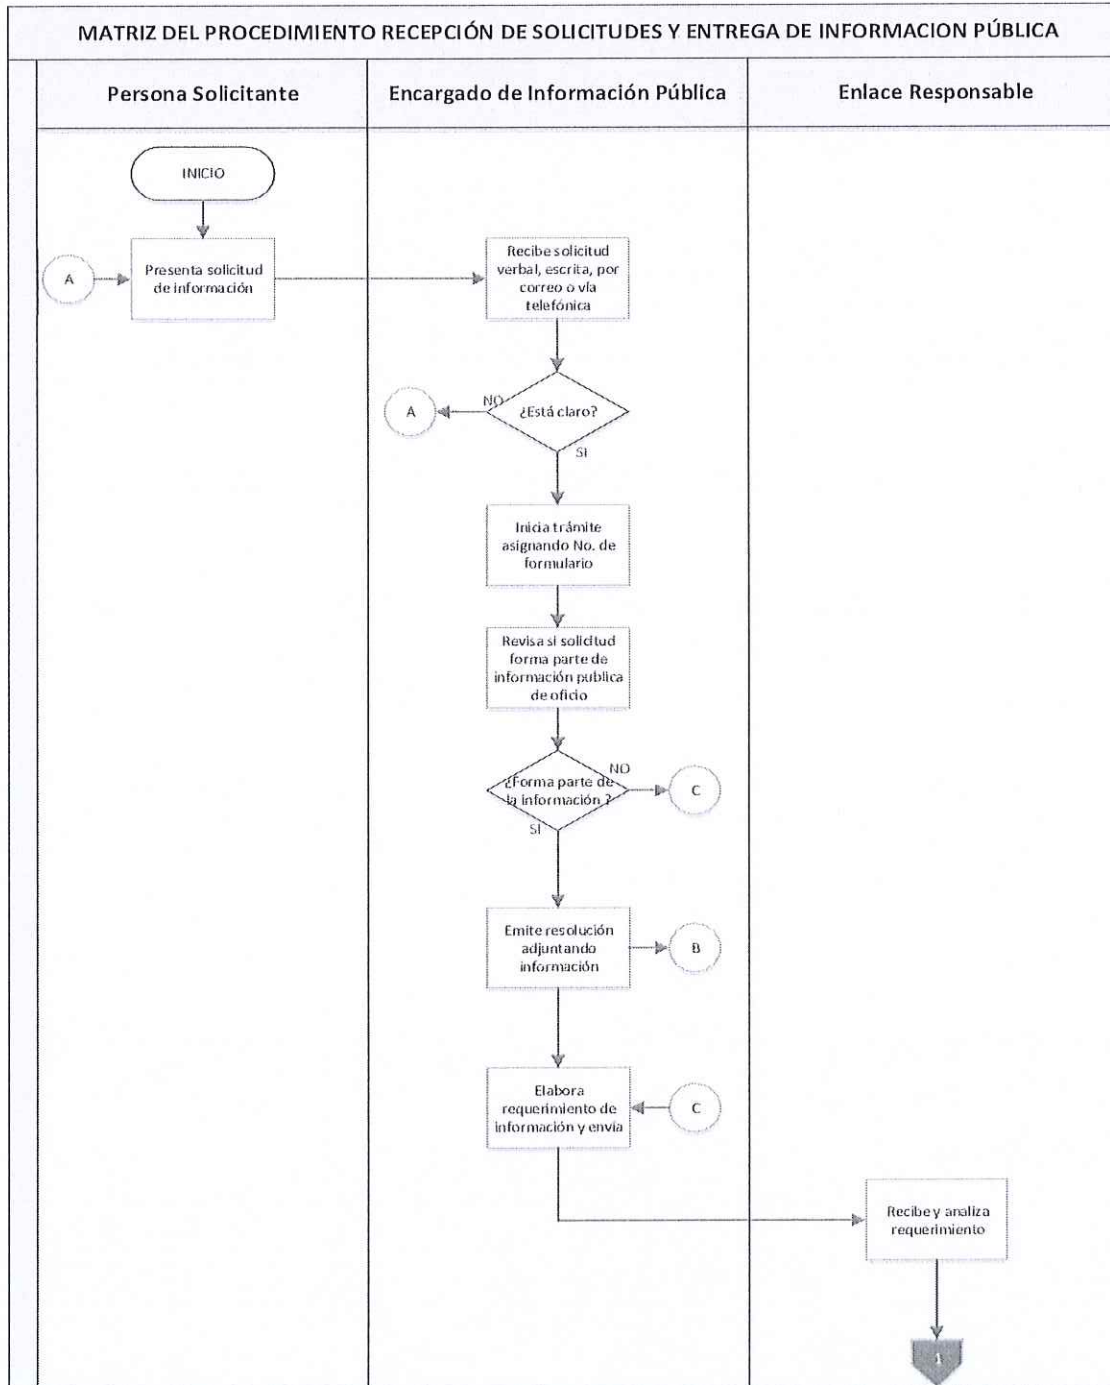 MATRIZ DEL PROCEDIMIENTO RECEPCIÓN DE SOLICITUDES Y ENTREGA DE INFORMACION PÚBLICA
Persona Solicitante
Encargado de Información Pública
Enlace Responsable
INICIO
A
Presenta solicitud
de información
Recibe solicitud
verbal, escrita, por
correo o vía
telefónica
A
NO
¿Está claro?
SI
Inicia trámite
asignando No. de
formulario
Revisa si solicitud
forma parte de
información publica
de oficio
NO
¿Forma parte de
la información ?
C
SI
Emite resolución
adjuntando
información
B
Elabora
requerimiento de
información y envía
C
Recibe y analiza
requerimiento